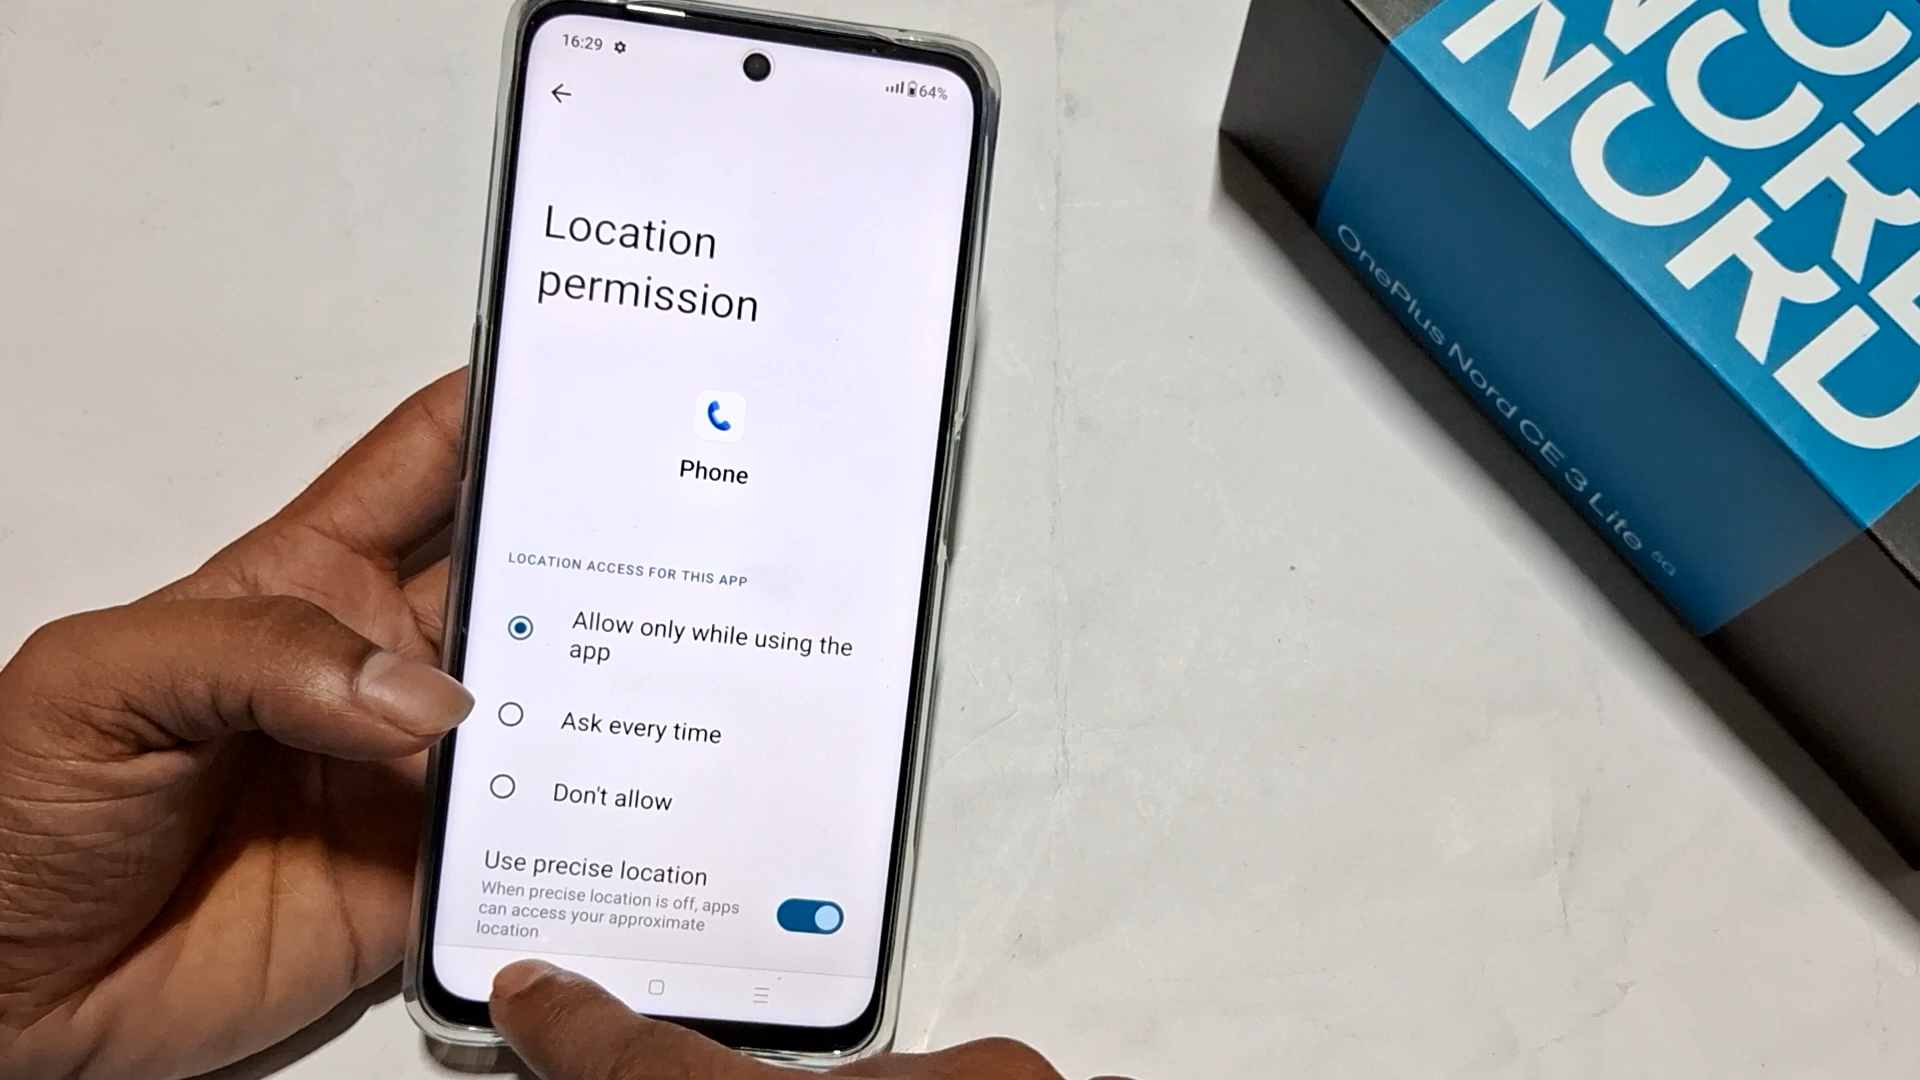 16:29
64%
Location
permission
Phone
LOCATION ACCESS FOR THIS APP
Allow only while using the
app
Ask every time
Don't allow
Use precise location
When precise location is off, apps
can access your approximate
location
NORD
OnePlus Nord CE 3 Lite 5G